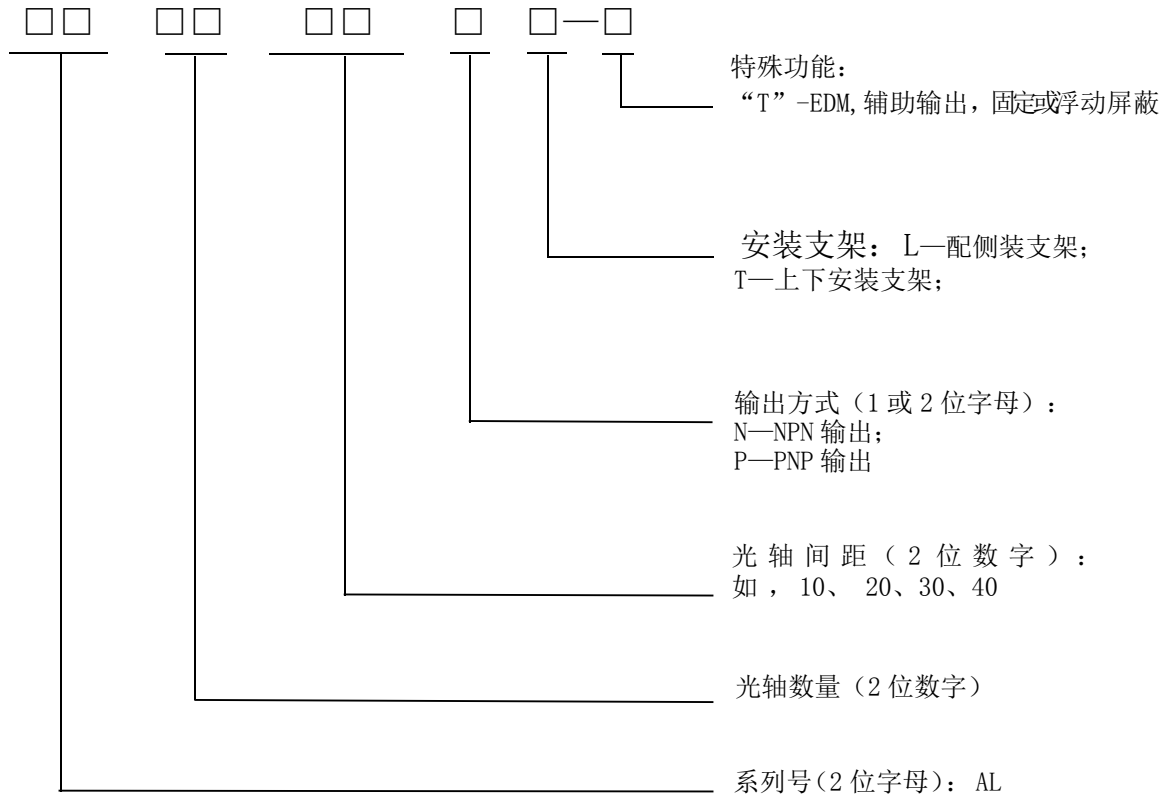 □□ □□ □□ □ □—□
特殊功能：
“T”-EDM,辅助输出，固定或浮动屏蔽
安装支架：L—配侧装支架；
T—上下安装支架；
输出方式（1或2位字母）：
N—NPN输出；
P—PNP输出
光轴间距（2位数字）：
如，10、 20、30、40
光轴数量（2位数字）
系列号（2位字母）：AL